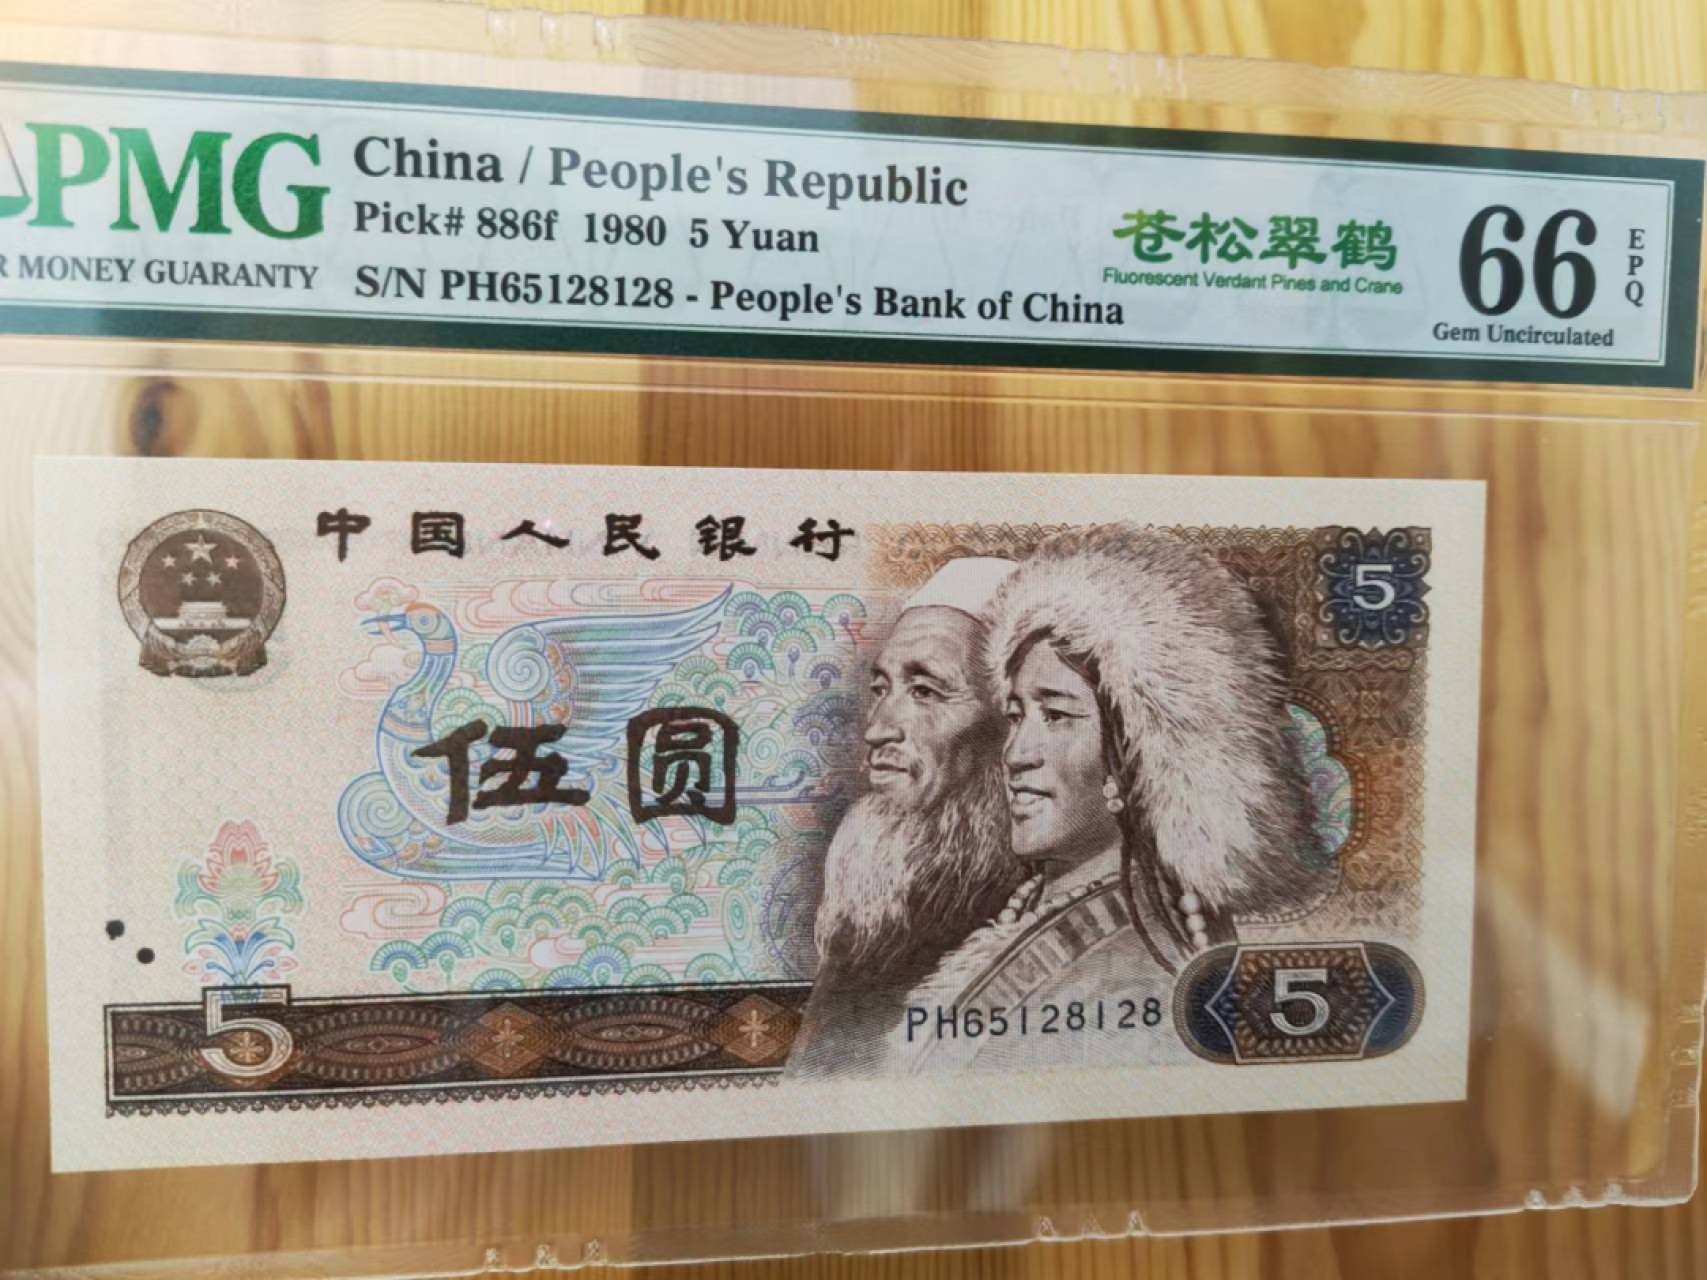 PMG
R MONEY GUARANTY
China / People's Republic
Pick# 886f 1980 5 Yuan
S/N PH65128128 - People's Bank of China
苍松翠鹤
Fluorescent Verdant Pines and Crane
66
EPQ
Gem Uncirculated
中国人民银行
5
伍圆
PH65128128
5
5